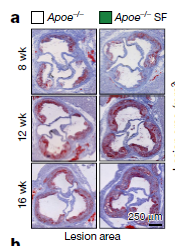 a Apoe⁻/⁻ Apoe⁻/⁻ SF
8 wk
12 wk
16 wk
250 µm
Lesion area
b